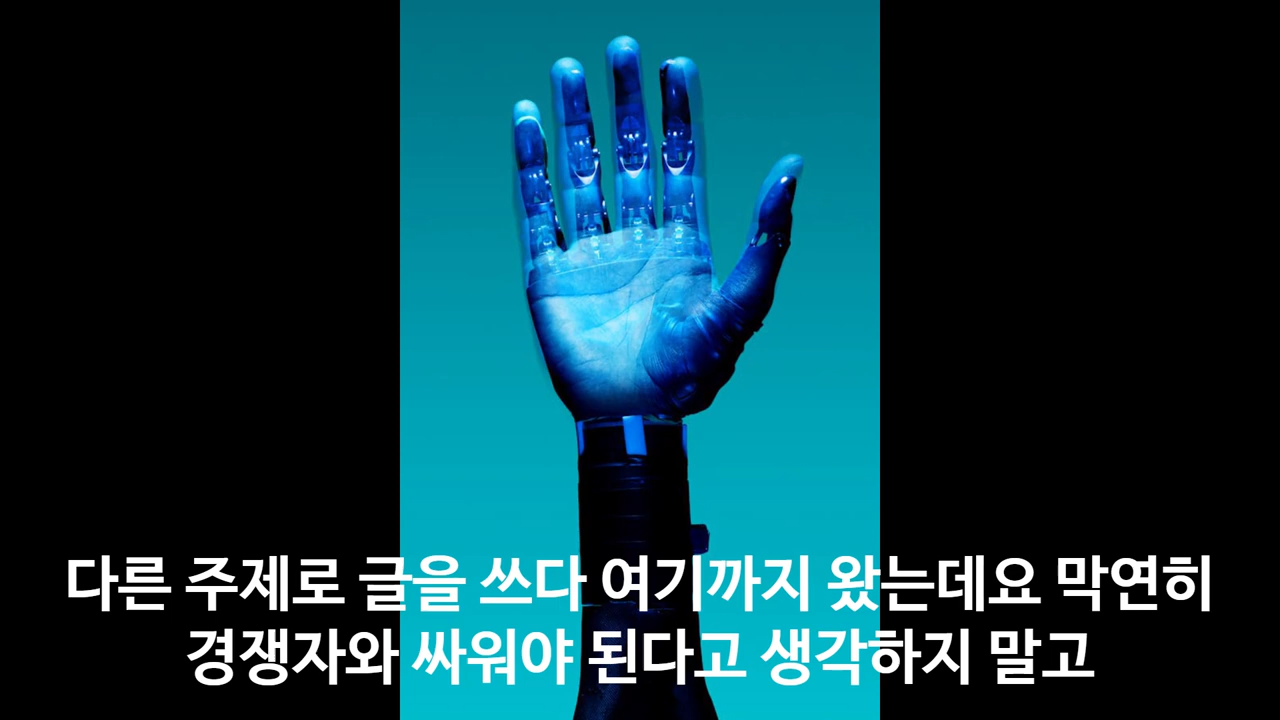 다른 주제로 글을 쓰다 여기까지 왔는데요 막연히
경쟁자와 싸워야 된다고 생각하지 말고